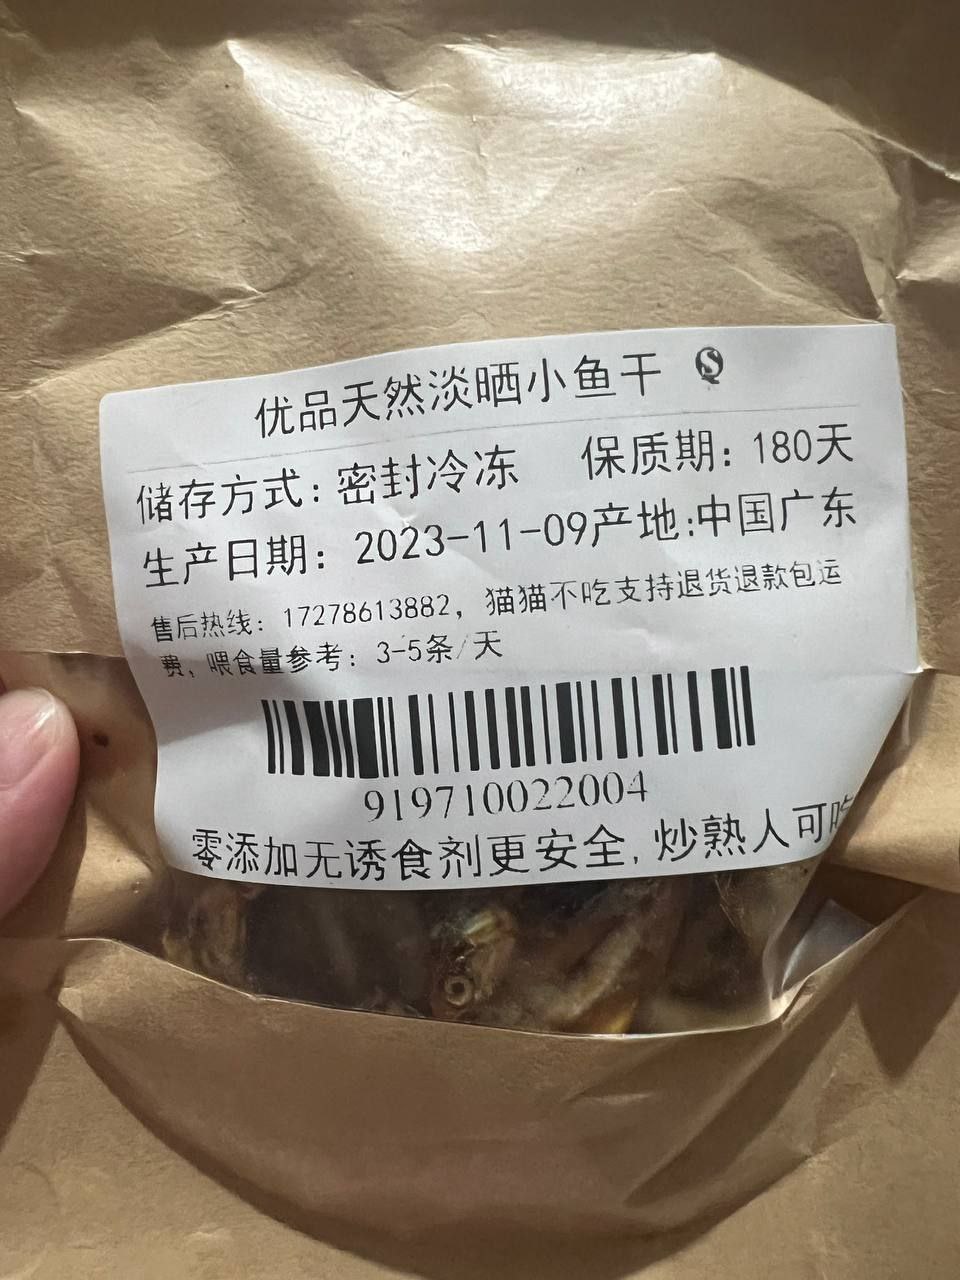 优品天然淡晒小鱼干
储存方式：密封冷冻 保质期：180天
生产日期：2023-11-09产地:中国广东
售后热线：17278613882，猫猫不吃支持退货退款包运
费，喂食量参考：3-5条/天
919710022004
零添加无诱食剂更安全,炒熟人可吃